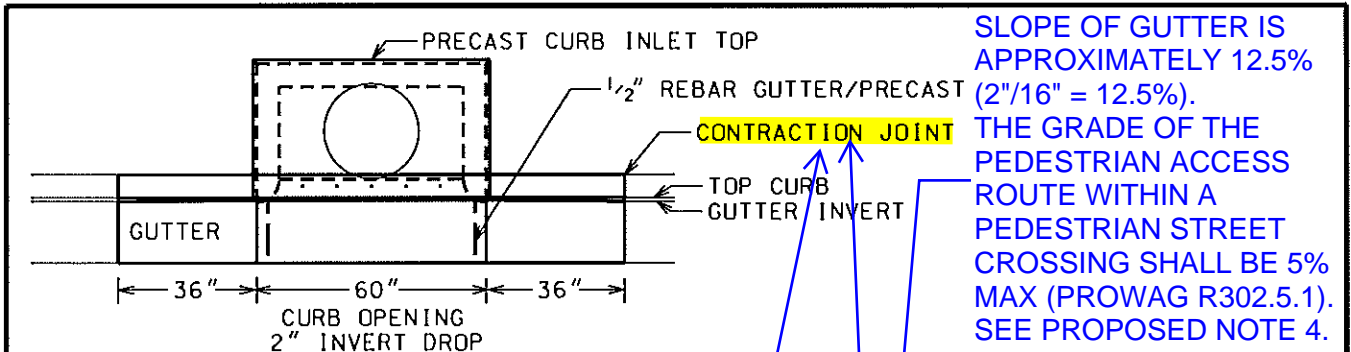 PRECAST CURB INLET TOP
1/2" REBAR GUTTER/PRECAST
CONTRACTION JOINT
TOP CURB
GUTTER INVERT
GUTTER
36" 60" 36"
CURB OPENING
2" INVERT DROP
SLOPE OF GUTTER IS
APPROXIMATELY 12.5%
(2"/16" = 12.5%).
THE GRADE OF THE
PEDESTRIAN ACCESS
ROUTE WITHIN A
PEDESTRIAN STREET
CROSSING SHALL BE 5%
MAX (PROWAG R302.5.1).
SEE PROPOSED NOTE 4.